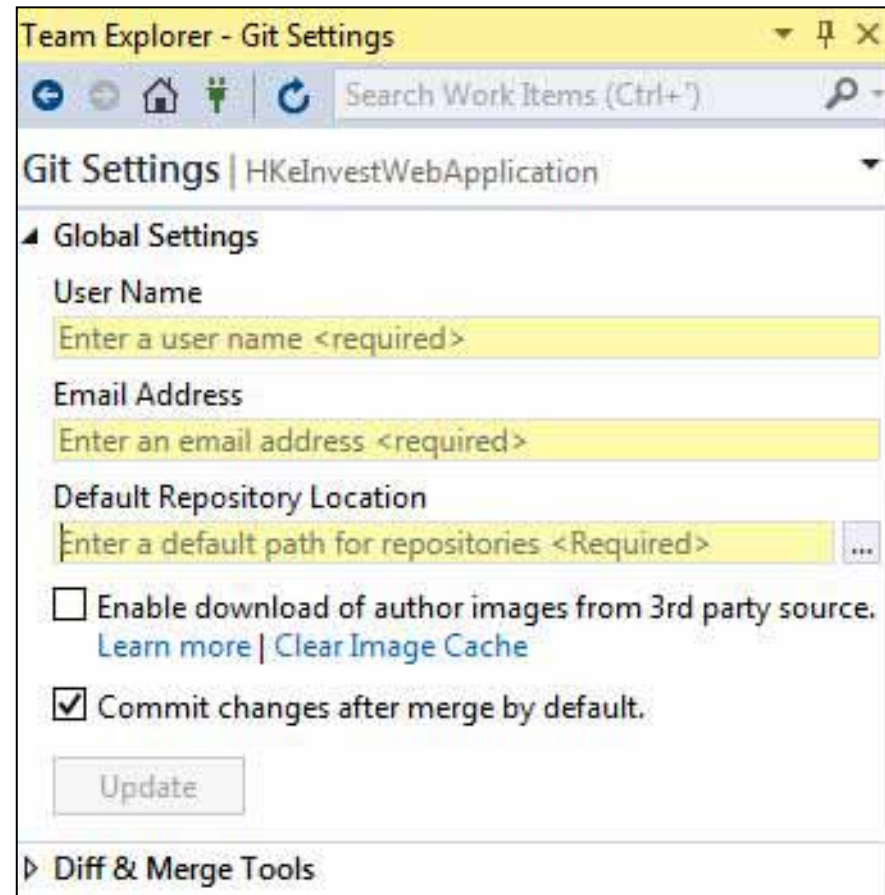 Team Explorer - Git Settings
Search Work Items (Ctrl+')
Git Settings | HKeInvestWebApplication
Global Settings
User Name
Enter a user name <required>
Email Address
Enter an email address <required>
Default Repository Location
Enter a default path for repositories <Required>
...
Enable download of author images from 3rd party source.
Learn more | Clear Image Cache
Commit changes after merge by default.
Update
Diff & Merge Tools